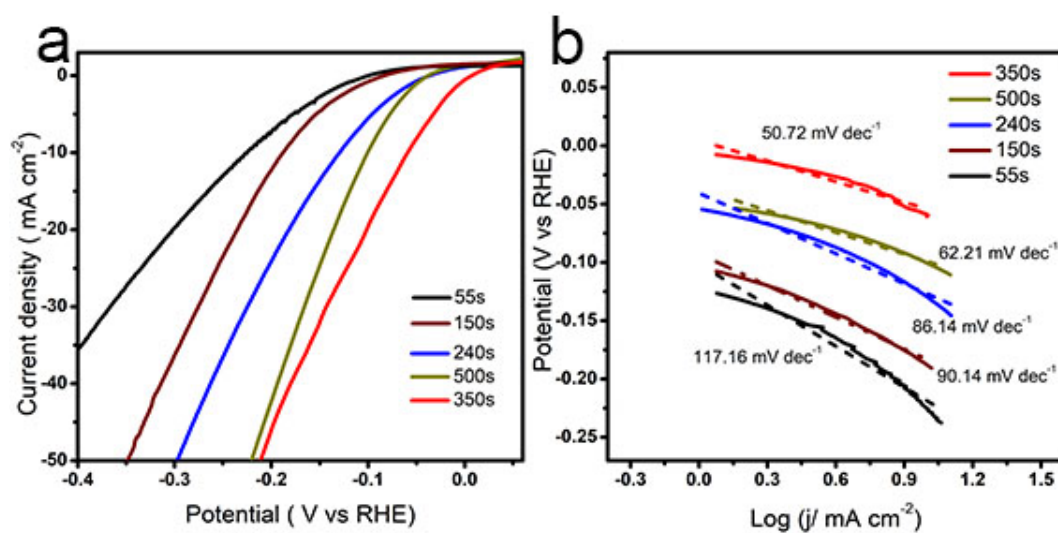 a
0
-10
-20
-30
-40
-50
Current density ( mA cm⁻²)
-0.4
-0.3
-0.2
-0.1
0.0
Potential ( V vs RHE)
55s
150s
240s
500s
350s
b
0.05
0.00
-0.05
-0.10
-0.15
-0.20
-0.25
Potential (V vs RHE)
-0.3
0.0
0.3
0.6
0.9
1.2
1.5
Log (j/ mA cm⁻²)
350s
500s
240s
150s
55s
50.72 mV dec⁻¹
62.21 mV dec⁻¹
86.14 mV dec⁻¹
90.14 mV dec⁻¹
117.16 mV dec⁻¹